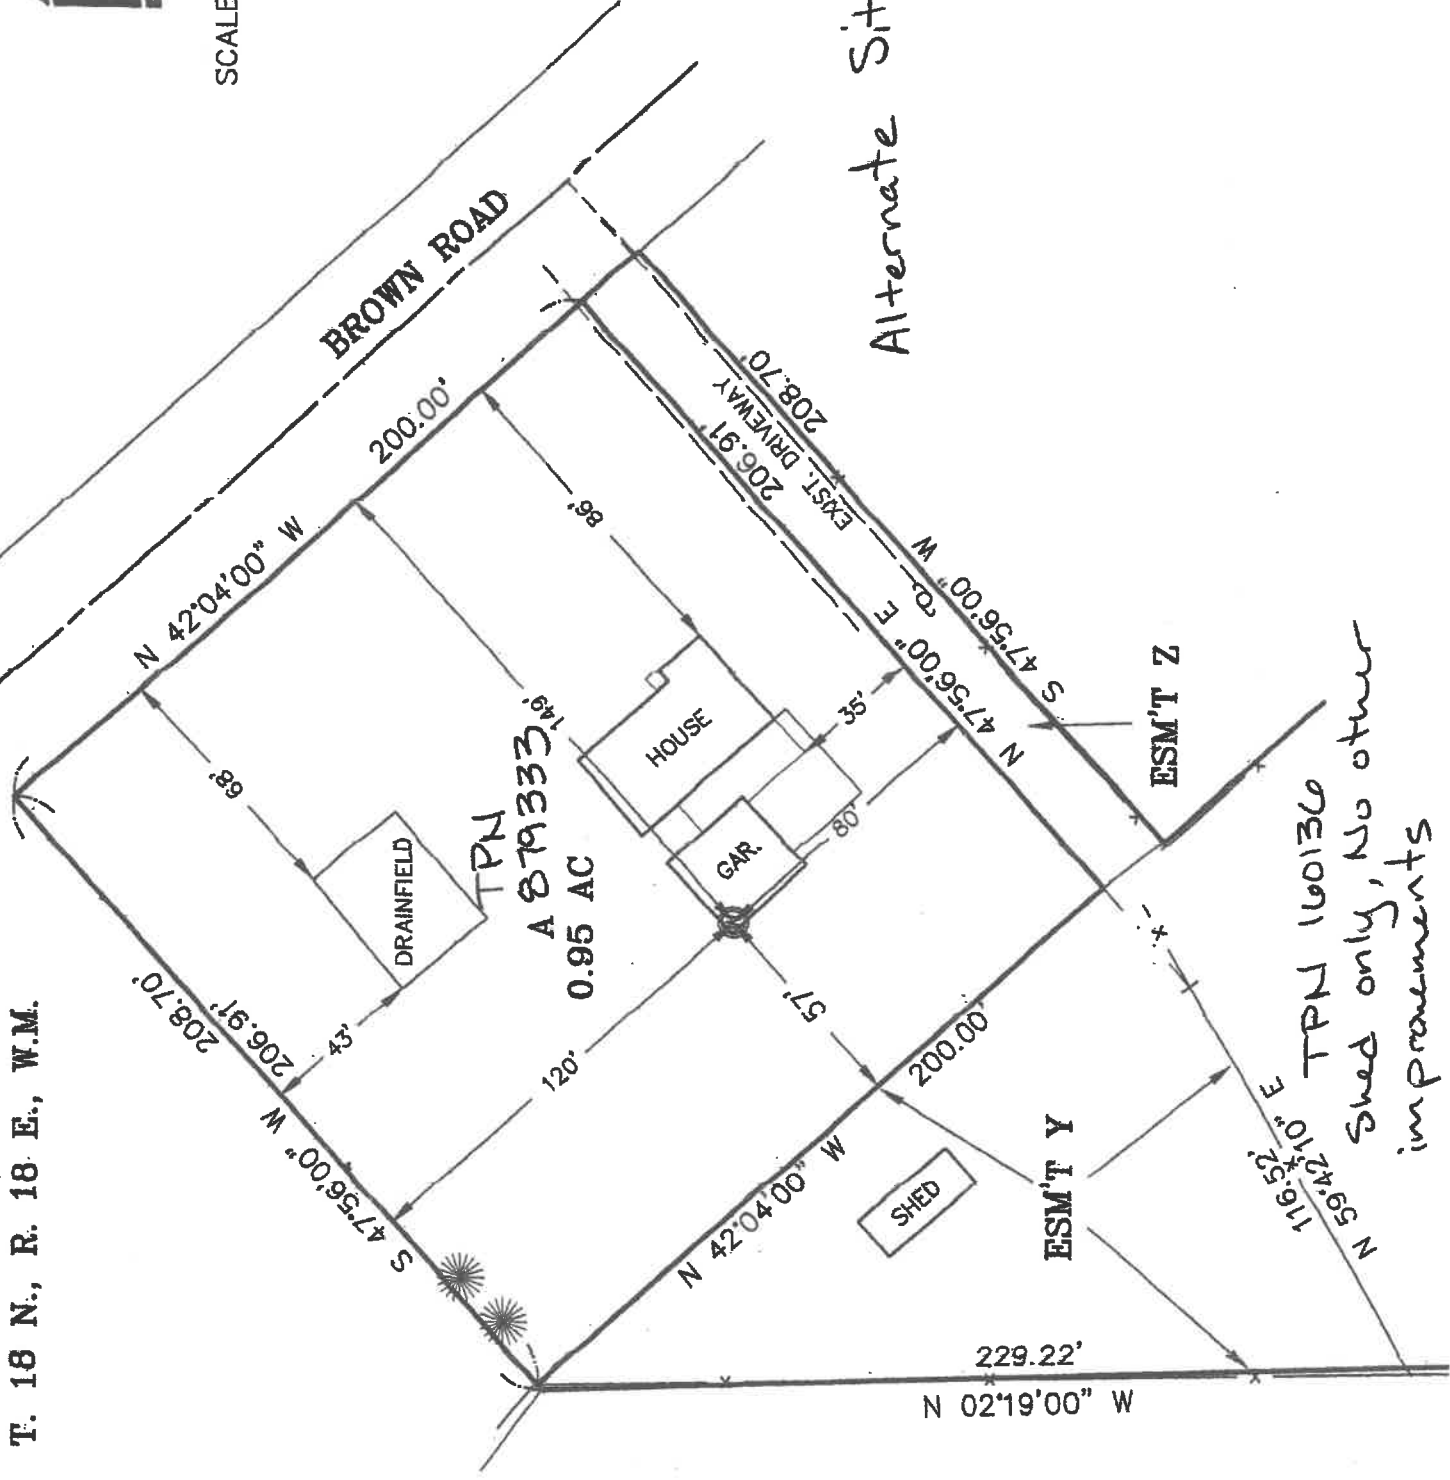 T. 18 N., R. 18 E., W.M.
SCALE
BROWN ROAD
Alternate
N 42°04'00" W
200.00'
68'
149'
86'
DRAINFIELD
TPN
A 879333
0.95 AC
HOUSE
GAR.
35'
80'
EXIST. DRIVEWAY
206.91
208.70
N 47°56'00" E
S 47°56'00" W
ESM'T Z
208.70'
206.91'
43'
S 47°56'00" W
120'
57'
200.00'
N 42°04'00" W
SHED
ESM'T Y
229.22'
N 02°19'00" W
116.52'
N 59°42'10" E
TPN 160136
Shed only, No other
improvements